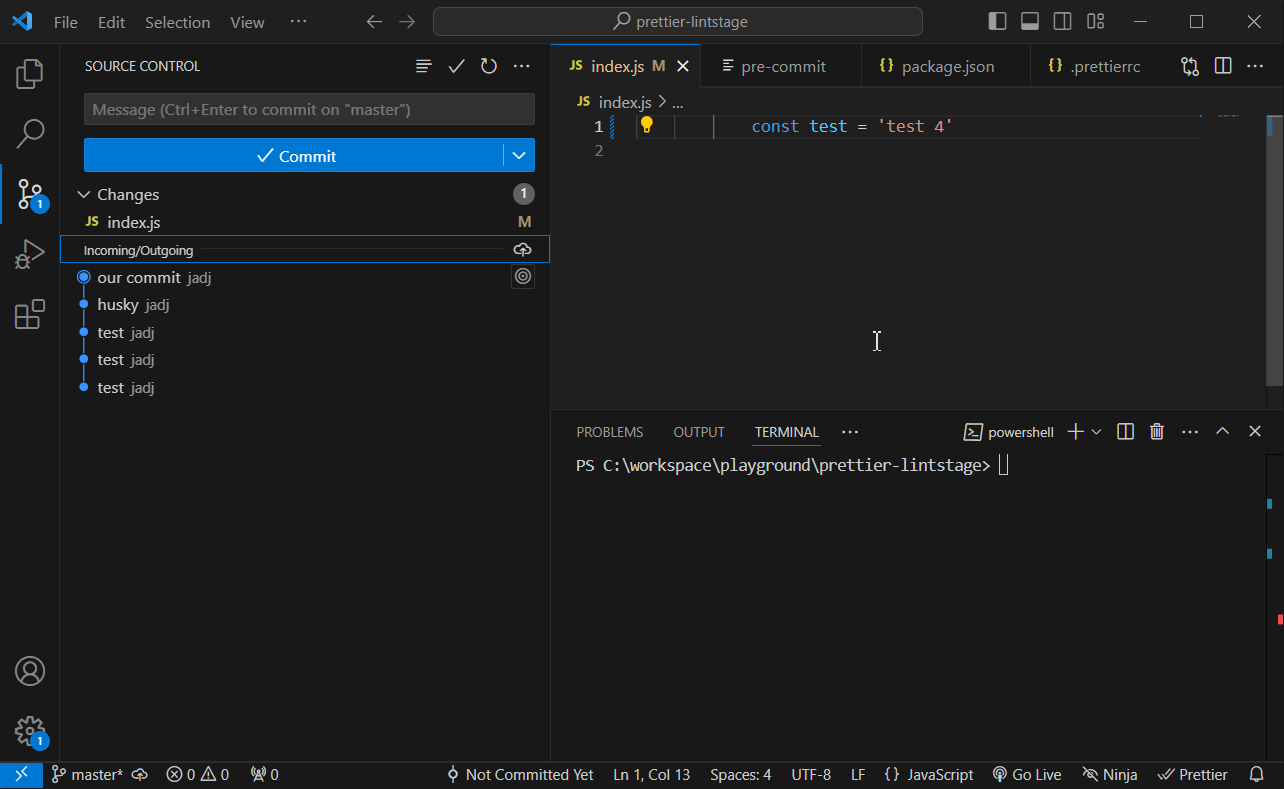 File Edit Selection View ··· prettier-lintstage
SOURCE CONTROL
Message (Ctrl+Enter to commit on "master")
Commit
Changes 1
JS index.js M
Incoming/Outgoing
our commit jadj
husky jadj
test jadj
test jadj
test jadj
1
1
JS index.js M pre-commit {} package.json {} .prettierrc
JS index.js > ...
1 const test = 'test 4'
2
PROBLEMS OUTPUT TERMINAL ··· powershell
PS C:\workspace\playground\prettier-lintstage>
master* 0 0 0 Not Committed Yet Ln 1, Col 13 Spaces: 4 UTF-8 LF {} JavaScript Go Live Ninja Prettier